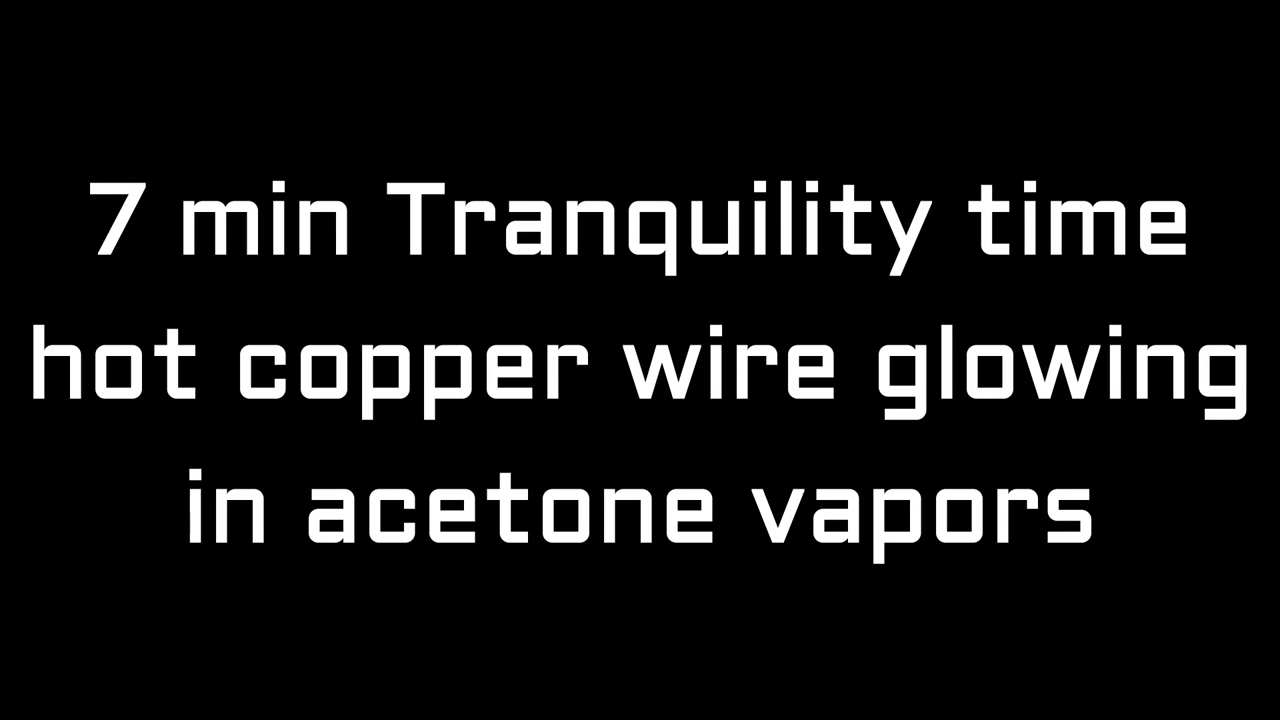 7 min Tranquility time
hot copper wire glowing
in acetone vapors